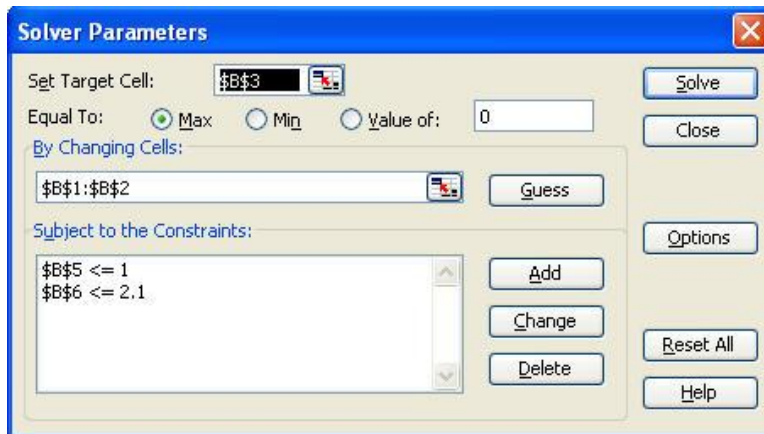 Solver Parameters
Set Target Cell: $B$3 Solve
Equal To: Max Min Value of: 0 Close
By Changing Cells:
$B$1:$B$2 Guess
Subject to the Constraints: Options
$B$5 <= 1 Add
$B$6 <= 2.1
Change
Reset All
Delete
Help